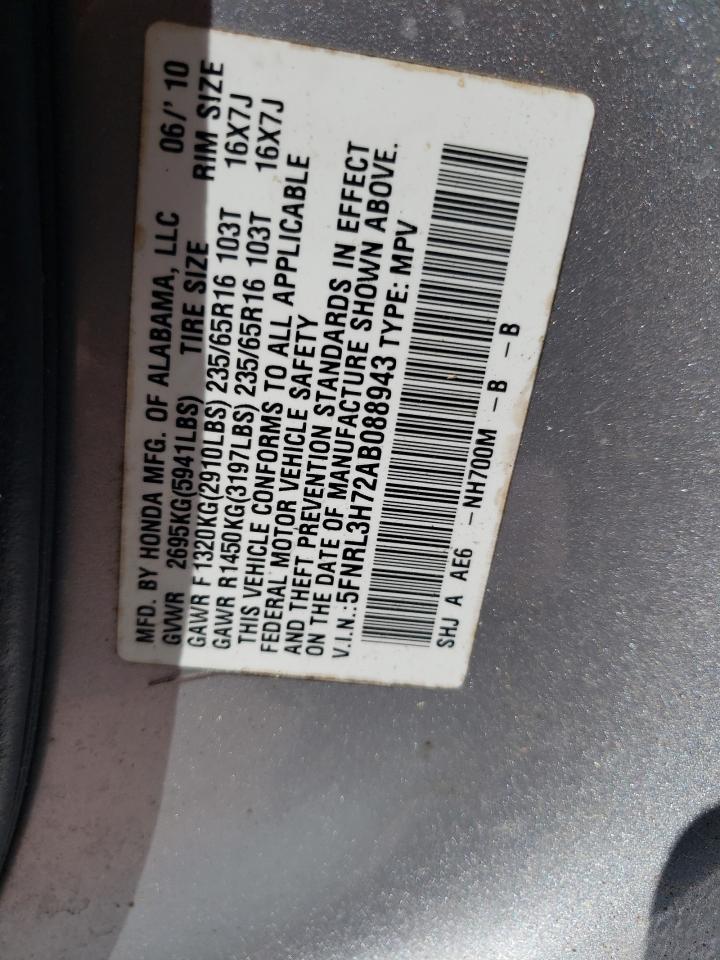 MFD. BY HONDA MFG. OF ALABAMA, LLC 06/' 10
GVWR 2695KG(5941LBS) TIRE SIZE RIM SIZE
GAWR F1320KG(2910LBS) 235/65R16 103T 16X7J
GAWR R1450KG(3197LBS) 235/65R16 103T 16X7J
THIS VEHICLE CONFORMS TO ALL APPLICABLE
FEDERAL MOTOR VEHICLE SAFETY
AND THEFT PREVENTION STANDARDS IN EFFECT
ON THE DATE OF MANUFACTURE SHOWN ABOVE.
V.I.N.:5FNRL3H72AB088943 TYPE: MPV
SHJ A AE6 -NH700M -B -B